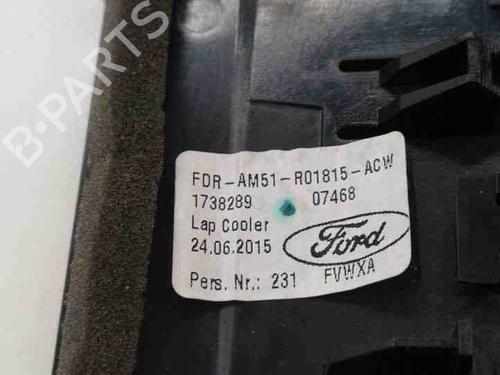 B-PARTS
FDR-AM51-R01815-ACW
1738289 07468
Lap Cooler
24.06.2015 Ford
Pers. Nr.: 231 FVWXA